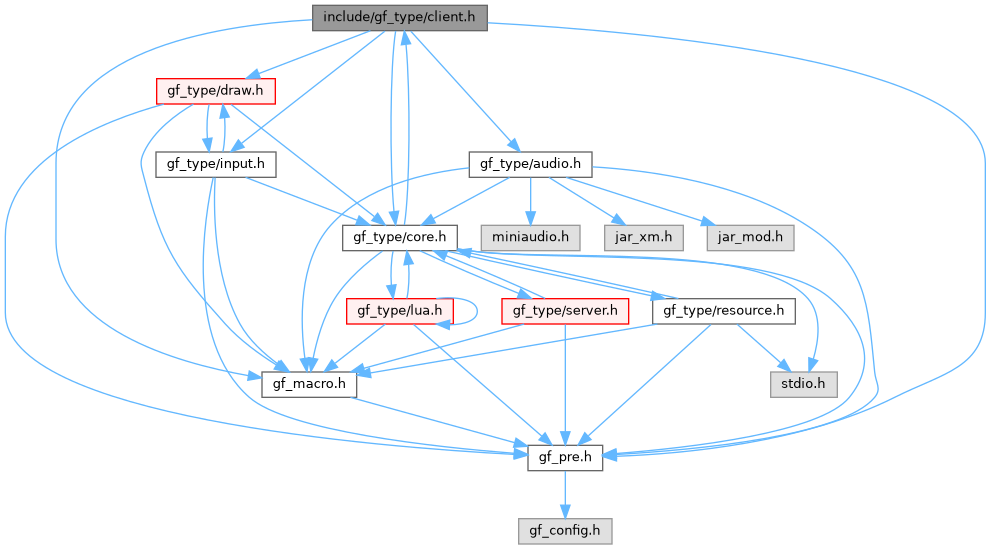 include/gf_type/client.h
gf_type/draw.h
gf_type/input.h
gf_type/audio.h
gf_type/core.h
miniaudio.h
jar_xm.h
jar_mod.h
gf_type/lua.h
gf_type/server.h
gf_type/resource.h
gf_macro.h
stdio.h
gf_pre.h
gf_config.h